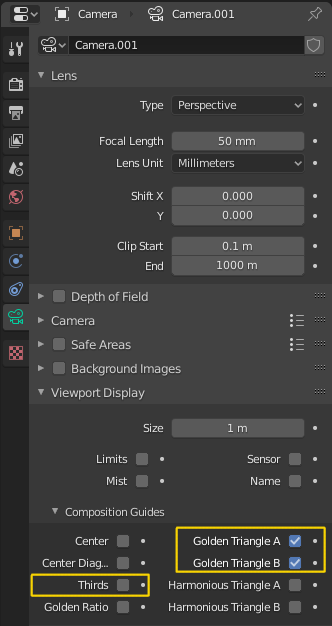 Camera Camera.001
Camera.001
Lens
Type Perspective
Focal Length 50 mm
Lens Unit Millimeters
Shift X 0.000
Y 0.000
Clip Start 0.1 m
End 1000 m
Depth of Field
Camera
Safe Areas
Background Images
Viewport Display
Size 1 m
Limits Sensor
Mist Name
Composition Guides
Center Golden Triangle A
Center Diag... Golden Triangle B
Thirds Harmonious Triangle A
Golden Ratio Harmonious Triangle B